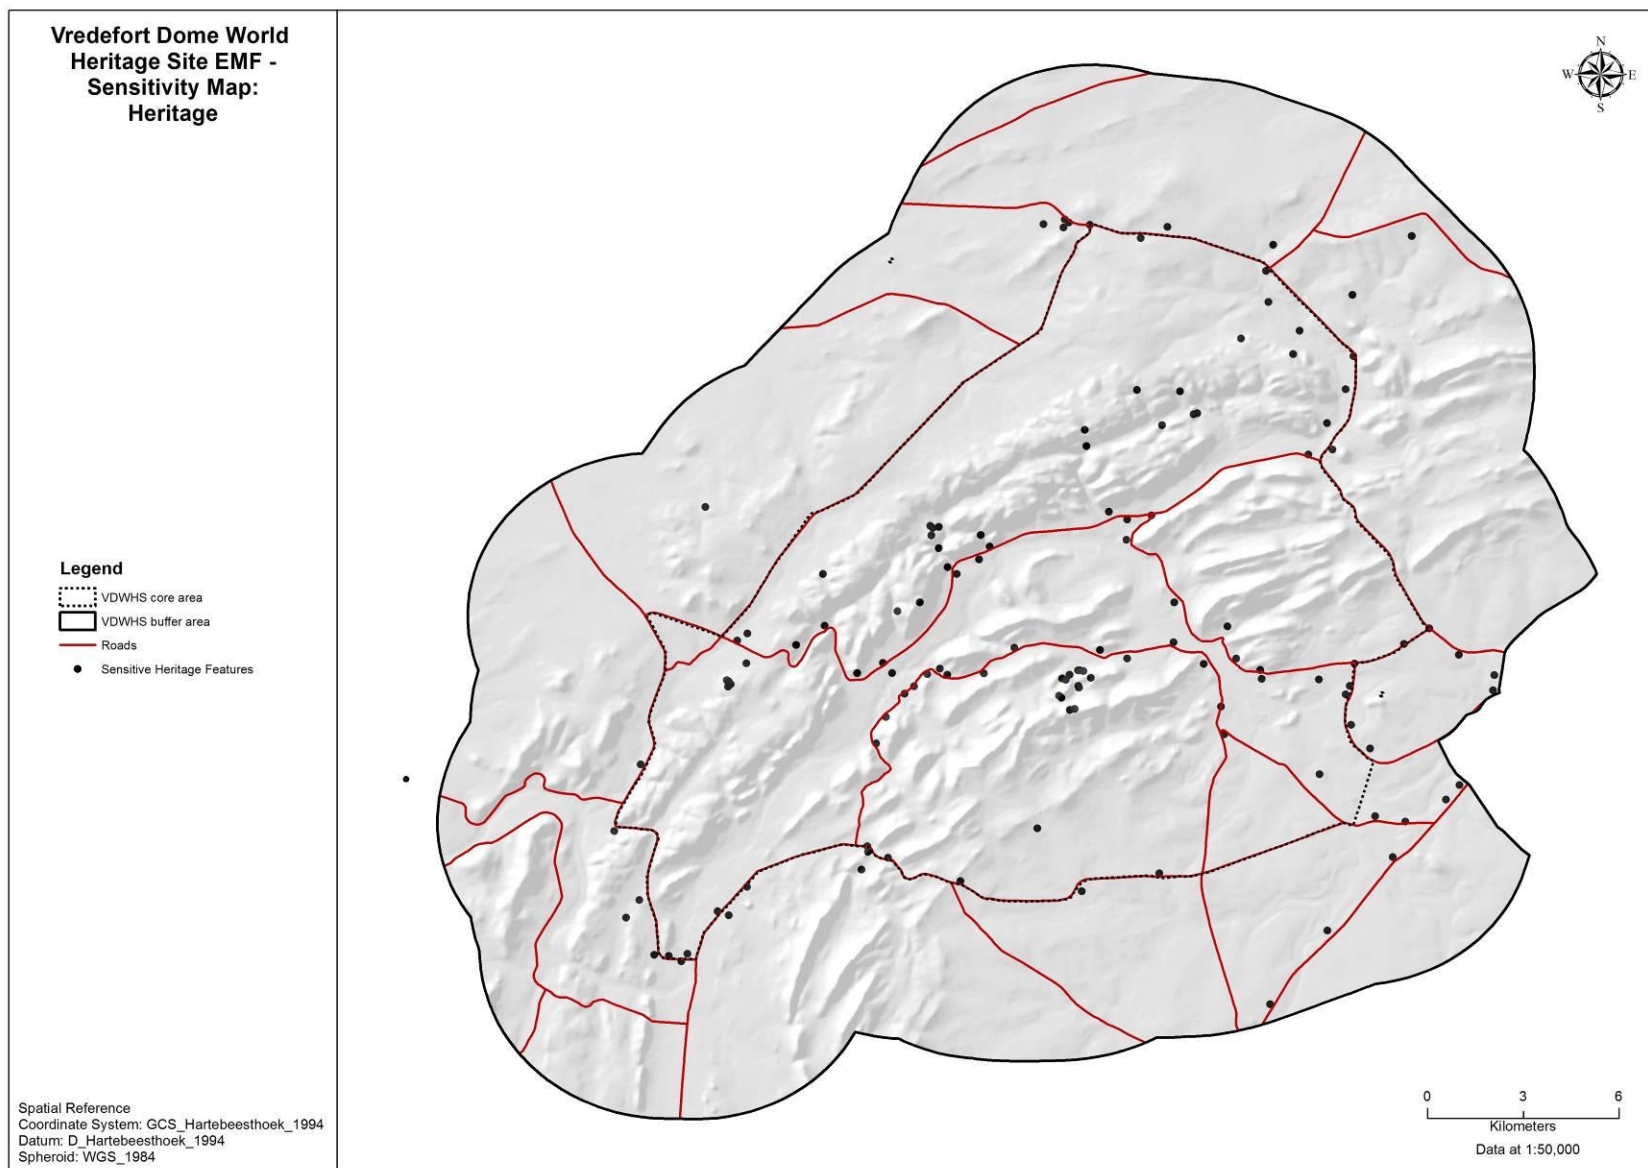 Vredefort Dome World
Heritage Site EMF -
Sensitivity Map:
Heritage
N
W E
S
Legend
VDWHS core area
VDWHS buffer area
Roads
Sensitive Heritage Features
Spatial Reference
Coordinate System: GCS_Hartebeesthoek_1994
Datum: D_Hartebeesthoek_1994
Spheroid: WGS_1984
0 3 6
Kilometers
Data at 1:50,000